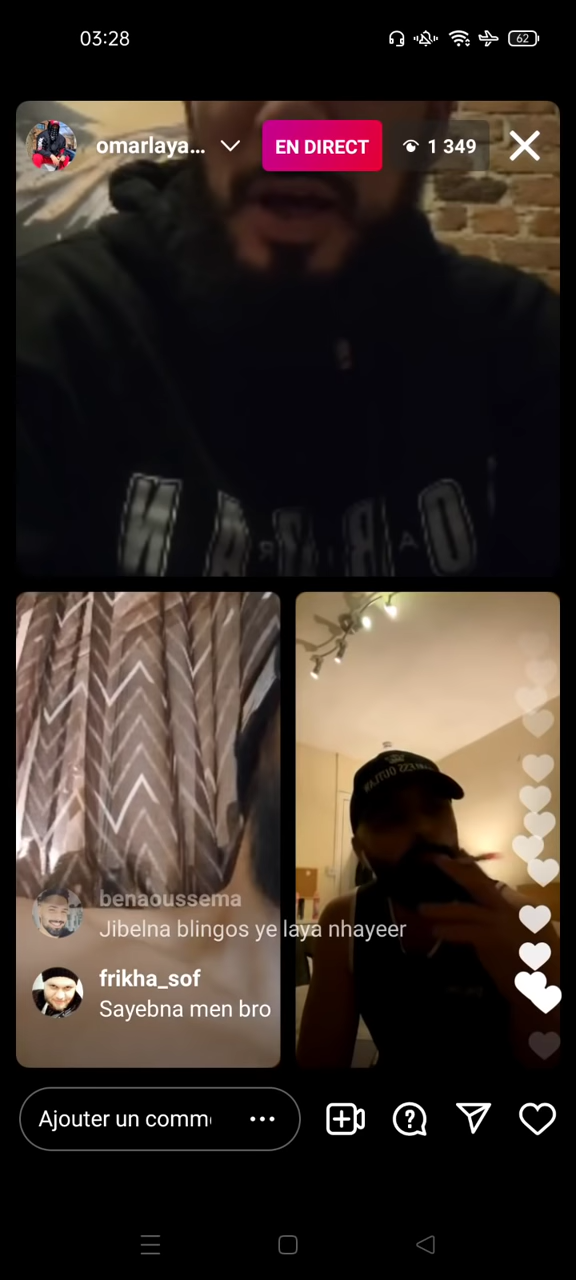 03:28
62
omarlaya...
EN DIRECT
1 349
benaoussema
Jibelna blingos ye laya nhayeer
frikha_sof
Sayebna men bro
Ajouter un comm